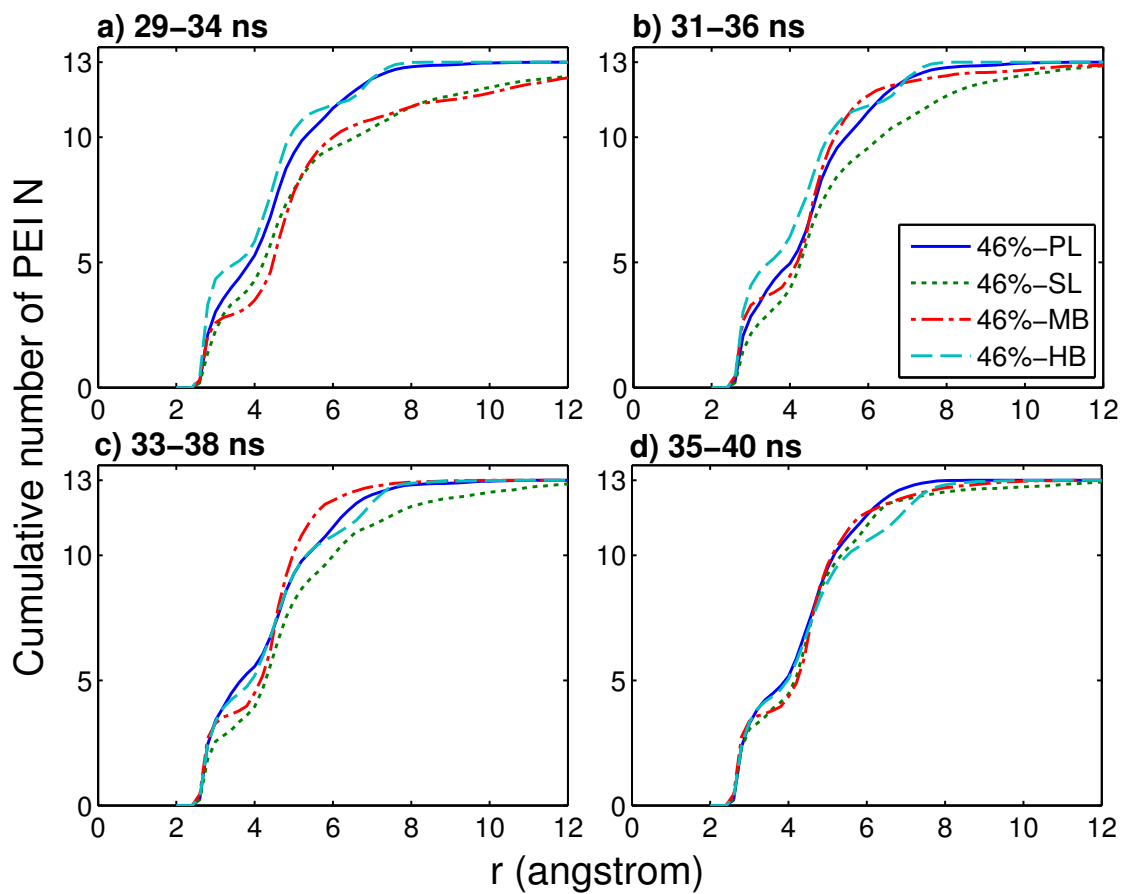 a) 29−34 ns
b) 31−36 ns
13
10
5
0
0 2 4 6 8 10 12
13
10
5
0
0 2 4 6 8 10 12
46%−PL
46%−SL
46%−MB
46%−HB
c) 33−38 ns
d) 35−40 ns
13
10
5
0
0 2 4 6 8 10 12
13
10
5
0
0 2 4 6 8 10 12
Cumulative number of PEI N
r (angstrom)